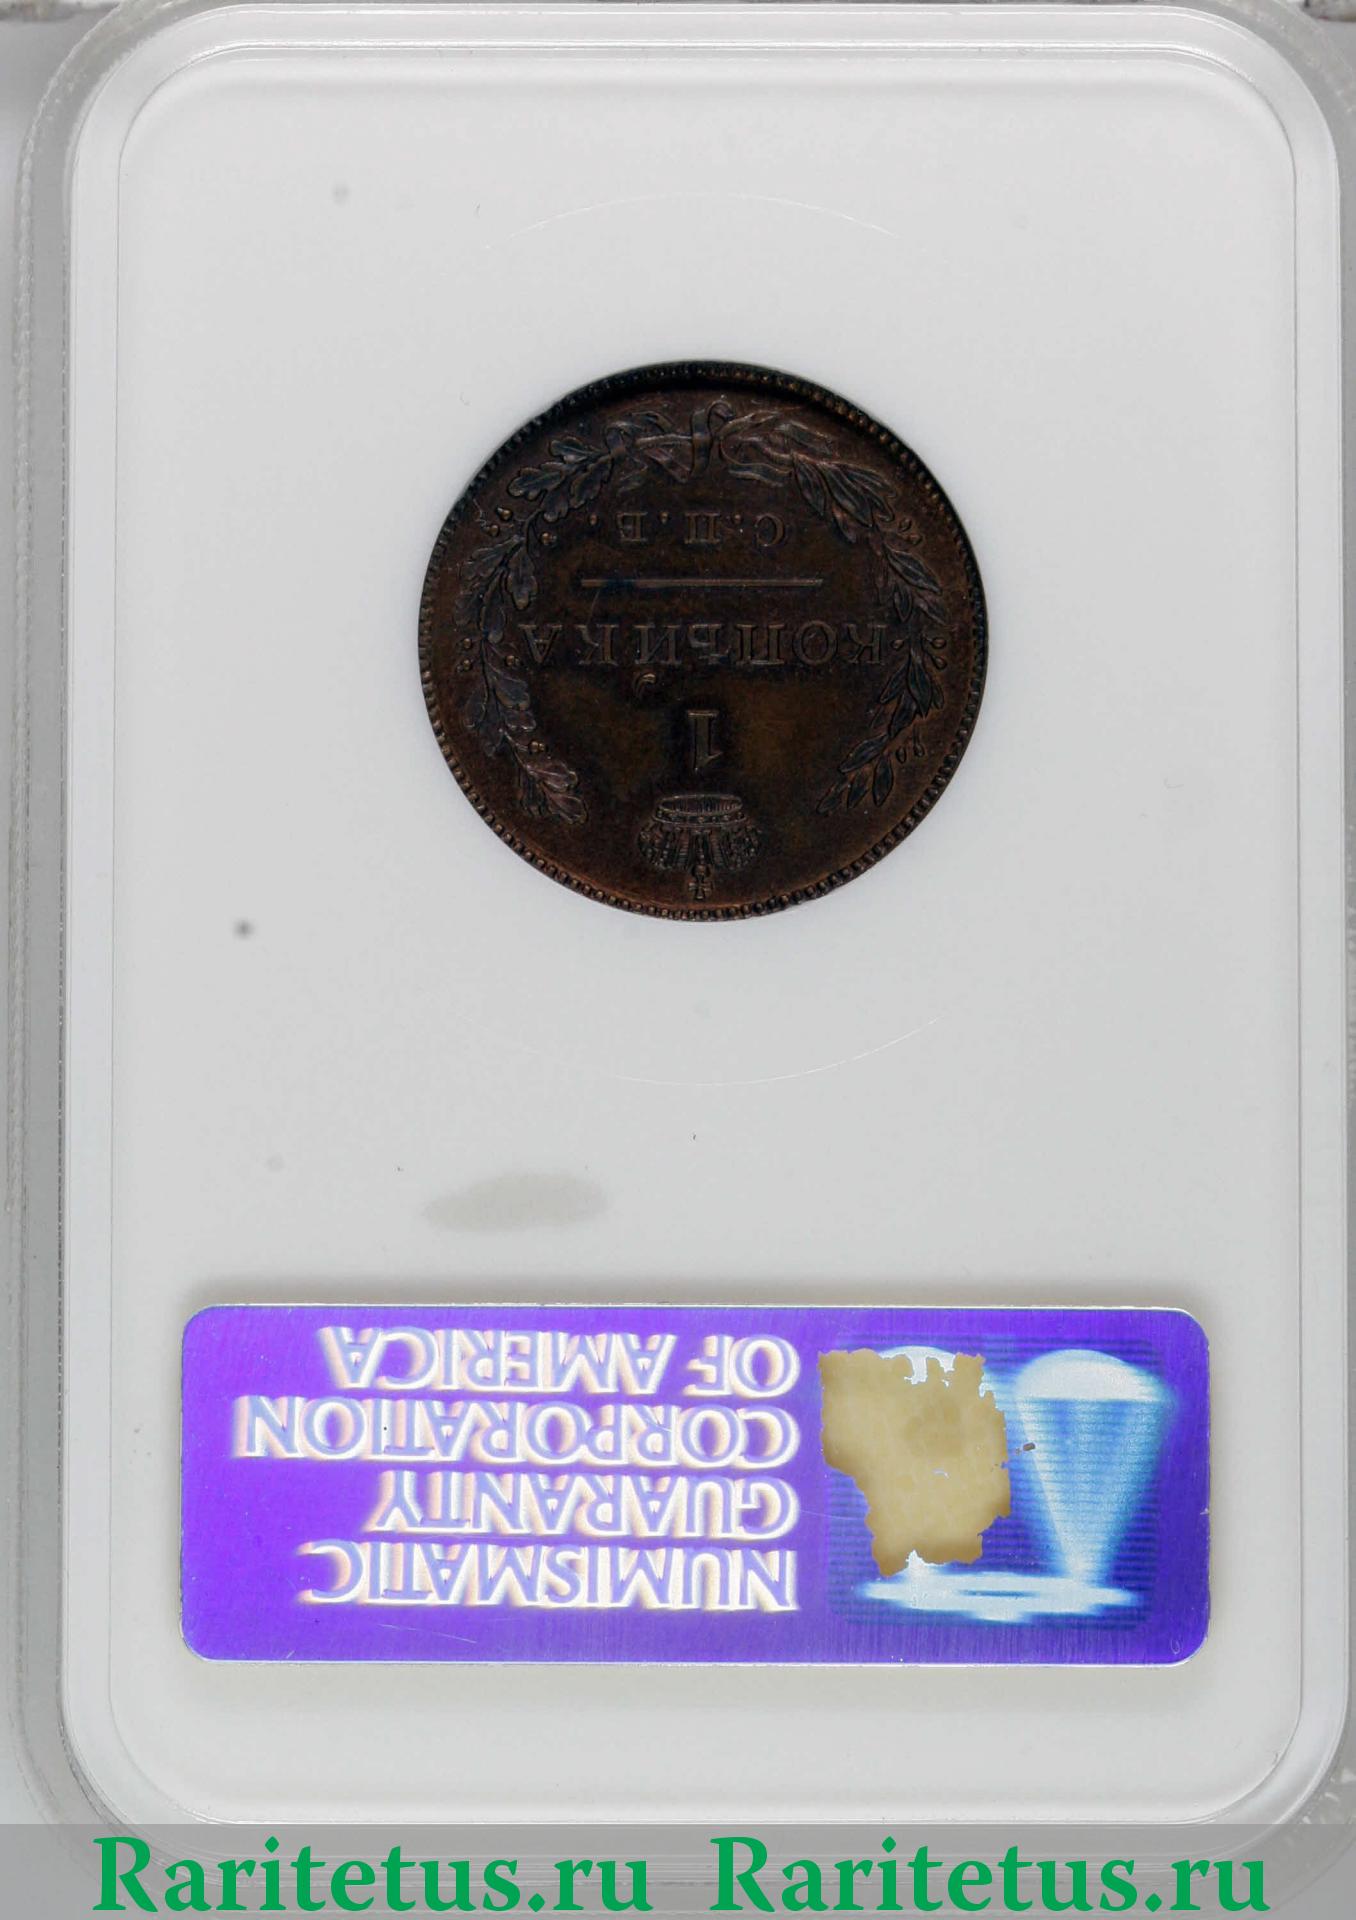 1
КОПѢЙКА
С.П.Б.
NUMISMATIC
GUARANTY
CORPORATION
OF AMERICA
Raritetus.ru Raritetus.ru